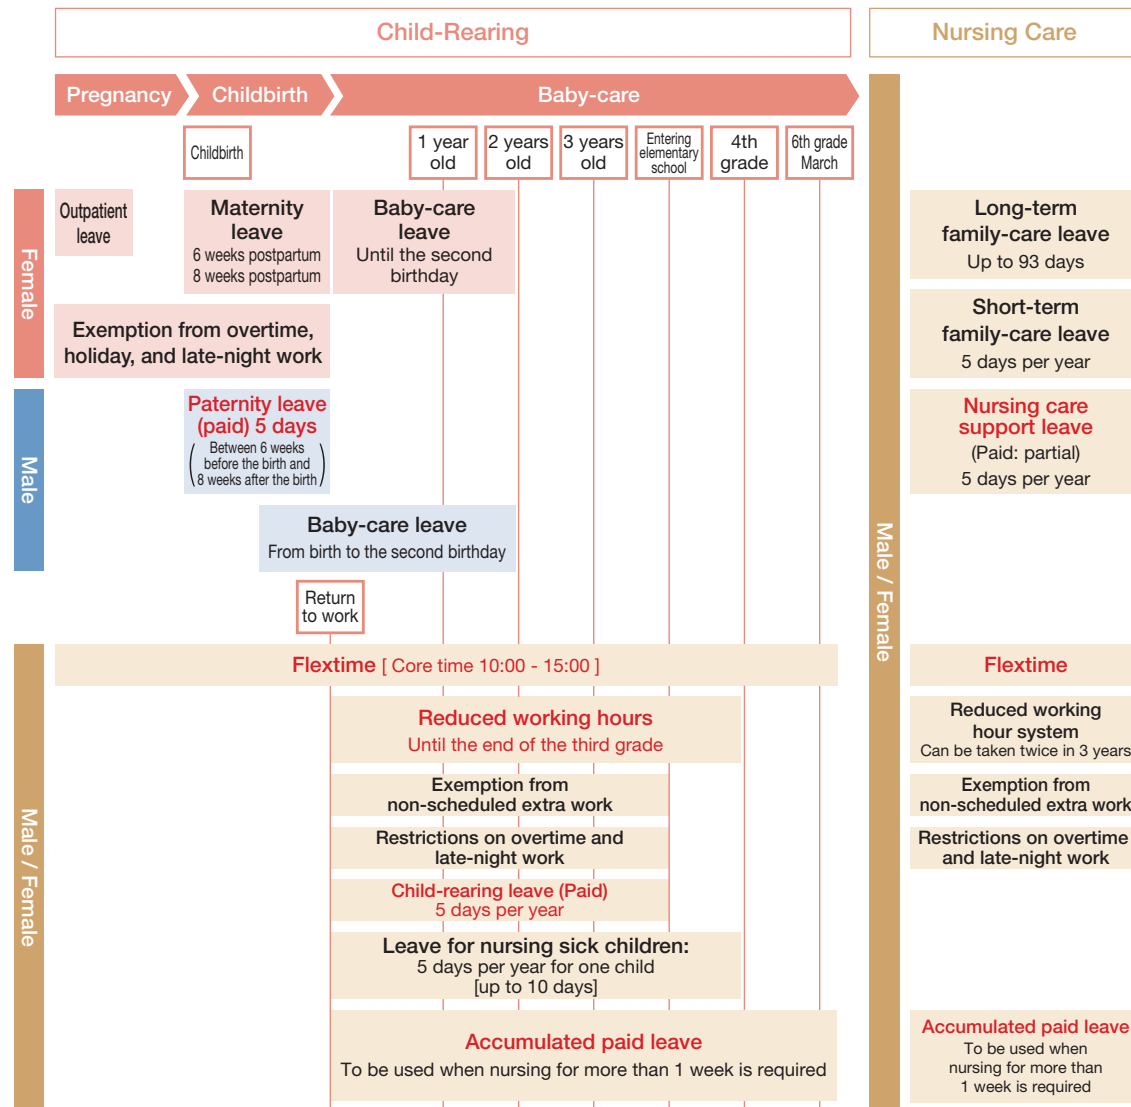 Child-Rearing
Nursing Care
Pregnancy
Childbirth
Baby-care
Childbirth
1 year
old
2 years
old
3 years
old
Entering
elementary
school
4th
grade
6th grade
March
Female
Outpatient
leave
Maternity
leave
6 weeks postpartum
8 weeks postpartum
Baby-care
leave
Until the second
birthday
Exemption from overtime,
holiday, and late-night work
Male
Paternity leave
(paid) 5 days
(Between 6 weeks
before the birth and
8 weeks after the birth)
Baby-care leave
From birth to the second birthday
Return
to work
Male / Female
Flextime [ Core time 10:00 - 15:00 ]
Reduced working hours
Until the end of the third grade
Exemption from
non-scheduled extra work
Restrictions on overtime and
late-night work
Child-rearing leave (Paid)
5 days per year
Leave for nursing sick children:
5 days per year for one child
[up to 10 days]
Accumulated paid leave
To be used when nursing for more than 1 week is required
Male / Female
Long-term
family-care leave
Up to 93 days
Short-term
family-care leave
5 days per year
Nursing care
support leave
(Paid: partial)
5 days per year
Flextime
Reduced working
hour system
Can be taken twice in 3 years
Exemption from
non-scheduled extra work
Restrictions on overtime
and late-night work
Accumulated paid leave
To be used when
nursing for more than
1 week is required